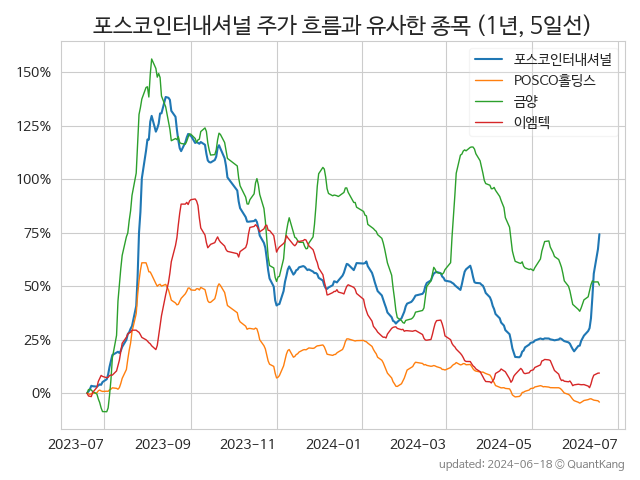 포스코인터내셔널 주가 흐름과 유사한 종목 (1년, 5일선)
포스코인터내셔널
POSCO홀딩스
금양
이엠텍
150%
125%
100%
75%
50%
25%
0%
2023-07 2023-09 2023-11 2024-01 2024-03 2024-05 2024-07
updated: 2024-06-18 © QuantKang